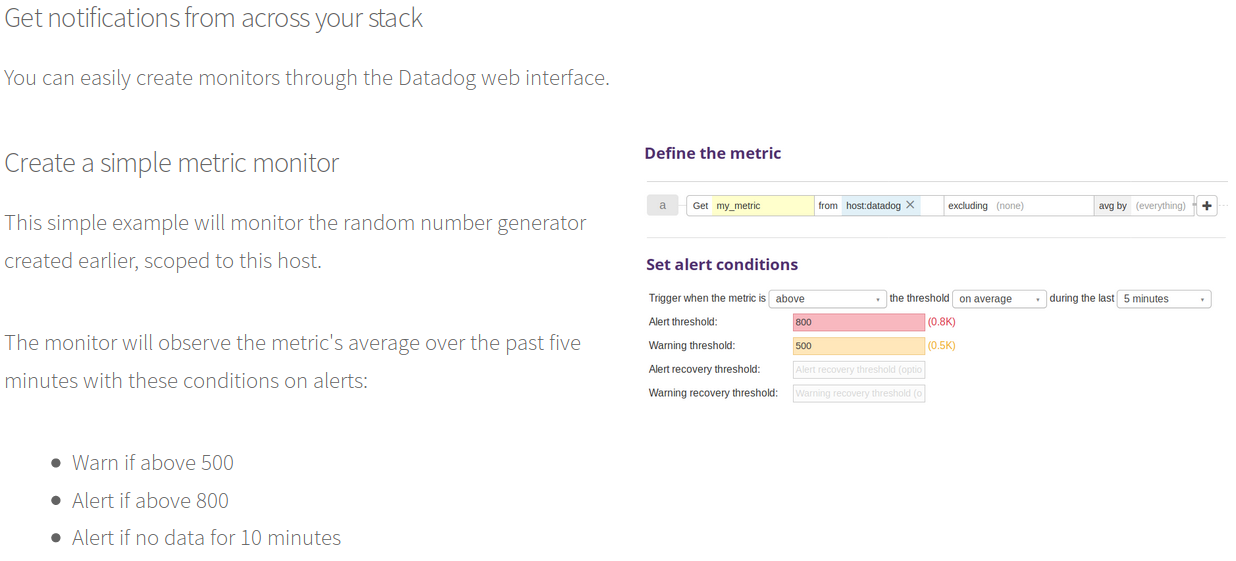 Get notifications from across your stack
You can easily create monitors through the Datadog web interface.
Create a simple metric monitor
This simple example will monitor the random number generator
created earlier, scoped to this host.
The monitor will observe the metric's average over the past five
minutes with these conditions on alerts:
Warn if above 500
Alert if above 800
Alert if no data for 10 minutes
Define the metric
a Get my_metric from host:datadog ✕ excluding (none) avg by (everything) +
Set alert conditions
Trigger when the metric is above the threshold on average during the last 5 minutes
Alert threshold: 800 (0.8K)
Warning threshold: 500 (0.5K)
Alert recovery threshold: Alert recovery threshold (optio
Warning recovery threshold: Warning recovery threshold (o